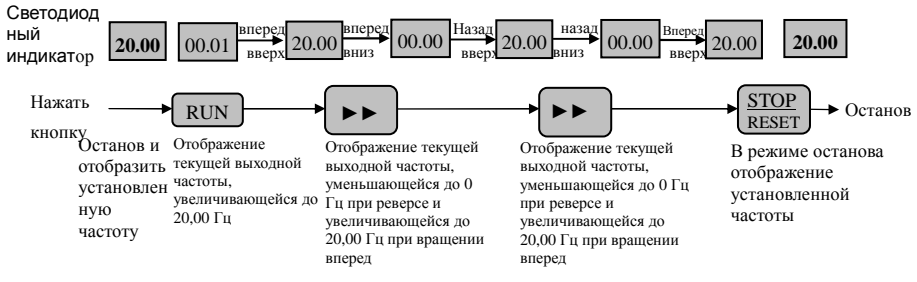 Светодиод
ный
индикатор
20.00
00.01
вперед
вверх
20.00
вперед
вниз
00.00
Назад
вверх
20.00
назад
вниз
00.00
Вперед
вверх
20.00
20.00
Нажать
кнопку
RUN
►►
►►
STOP
RESET
Останов
Останов и
отобразить
установлен
ную
частоту
Отображение
текущей выходной
частоты,
увеличивающейся до
20,00 Гц
Отображение текущей
выходной частоты,
уменьшающейся до 0
Гц при реверсе и
увеличивающейся до
20,00 Гц при вращении
вперед
Отображение текущей
выходной частоты,
уменьшающейся до 0 Гц
при реверсе и
увеличивающейся до
20,00 Гц при вращении
вперед
В режиме останова
отображение
установленной
частоты